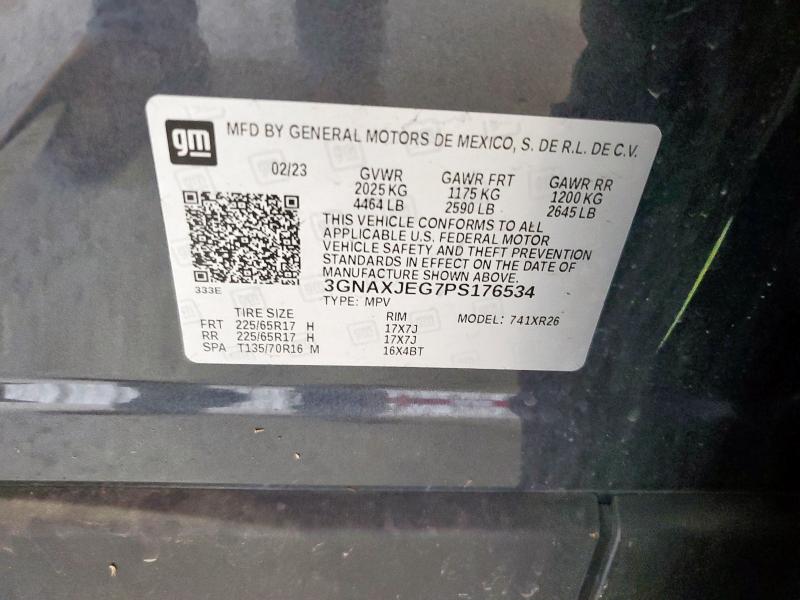 gm MFD BY GENERAL MOTORS DE MEXICO, S. DE R.L. DE C.V.
02/23 GVWR GAWR FRT GAWR RR
2025 KG 1175 KG 1200 KG
4464 LB 2590 LB 2645 LB
THIS VEHICLE CONFORMS TO ALL
APPLICABLE U.S. FEDERAL MOTOR
VEHICLE SAFETY AND THEFT PREVENTION
STANDARDS IN EFFECT ON THE DATE OF
MANUFACTURE SHOWN ABOVE.
333E 3GNAXJEG7PS176534
TYPE: MPV
TIRE SIZE RIM MODEL: 741XR26
FRT 225/65R17 H 17X7J
RR 225/65R17 H 17X7J
SPA T135/70R16 M 16X4BT